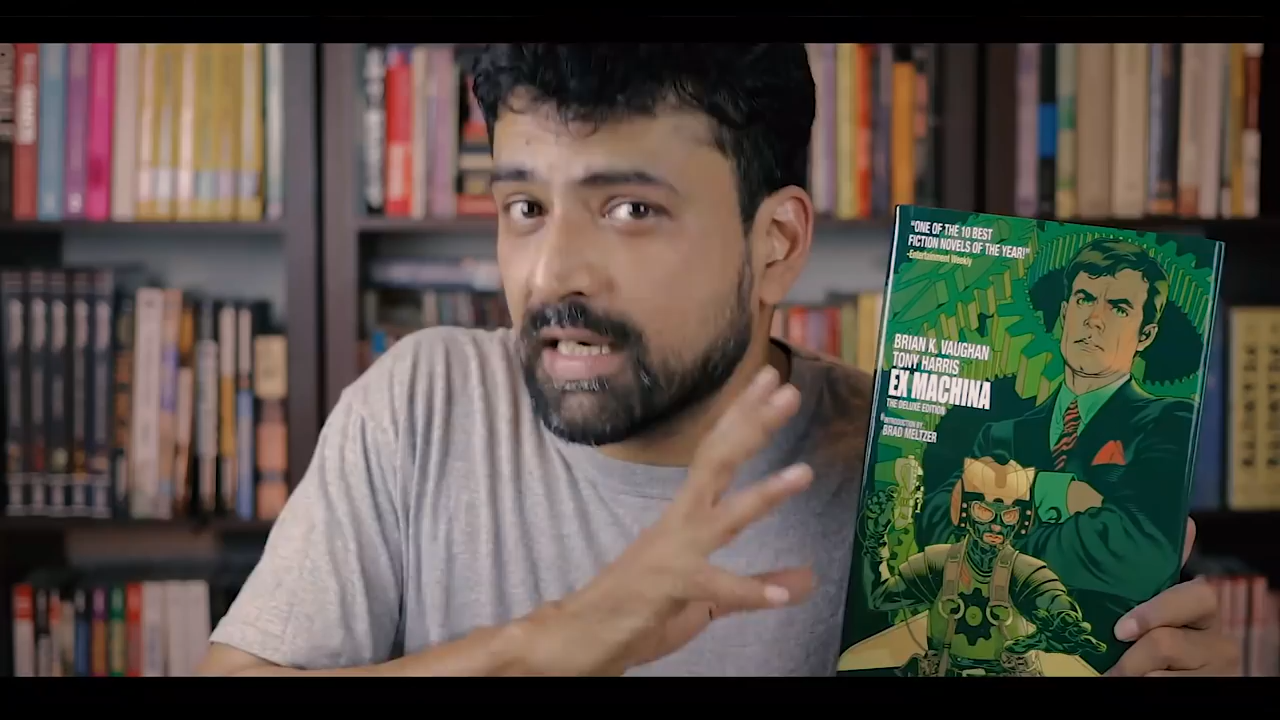 "ONE OF THE 10 BEST
FICTION NOVELS OF THE YEAR!"
-Entertainment Weekly
BRIAN K. VAUGHAN
TONY HARRIS
EX MACHINA
THE DELUXE EDITION
INTRODUCTION BY
BRAD MELTZER